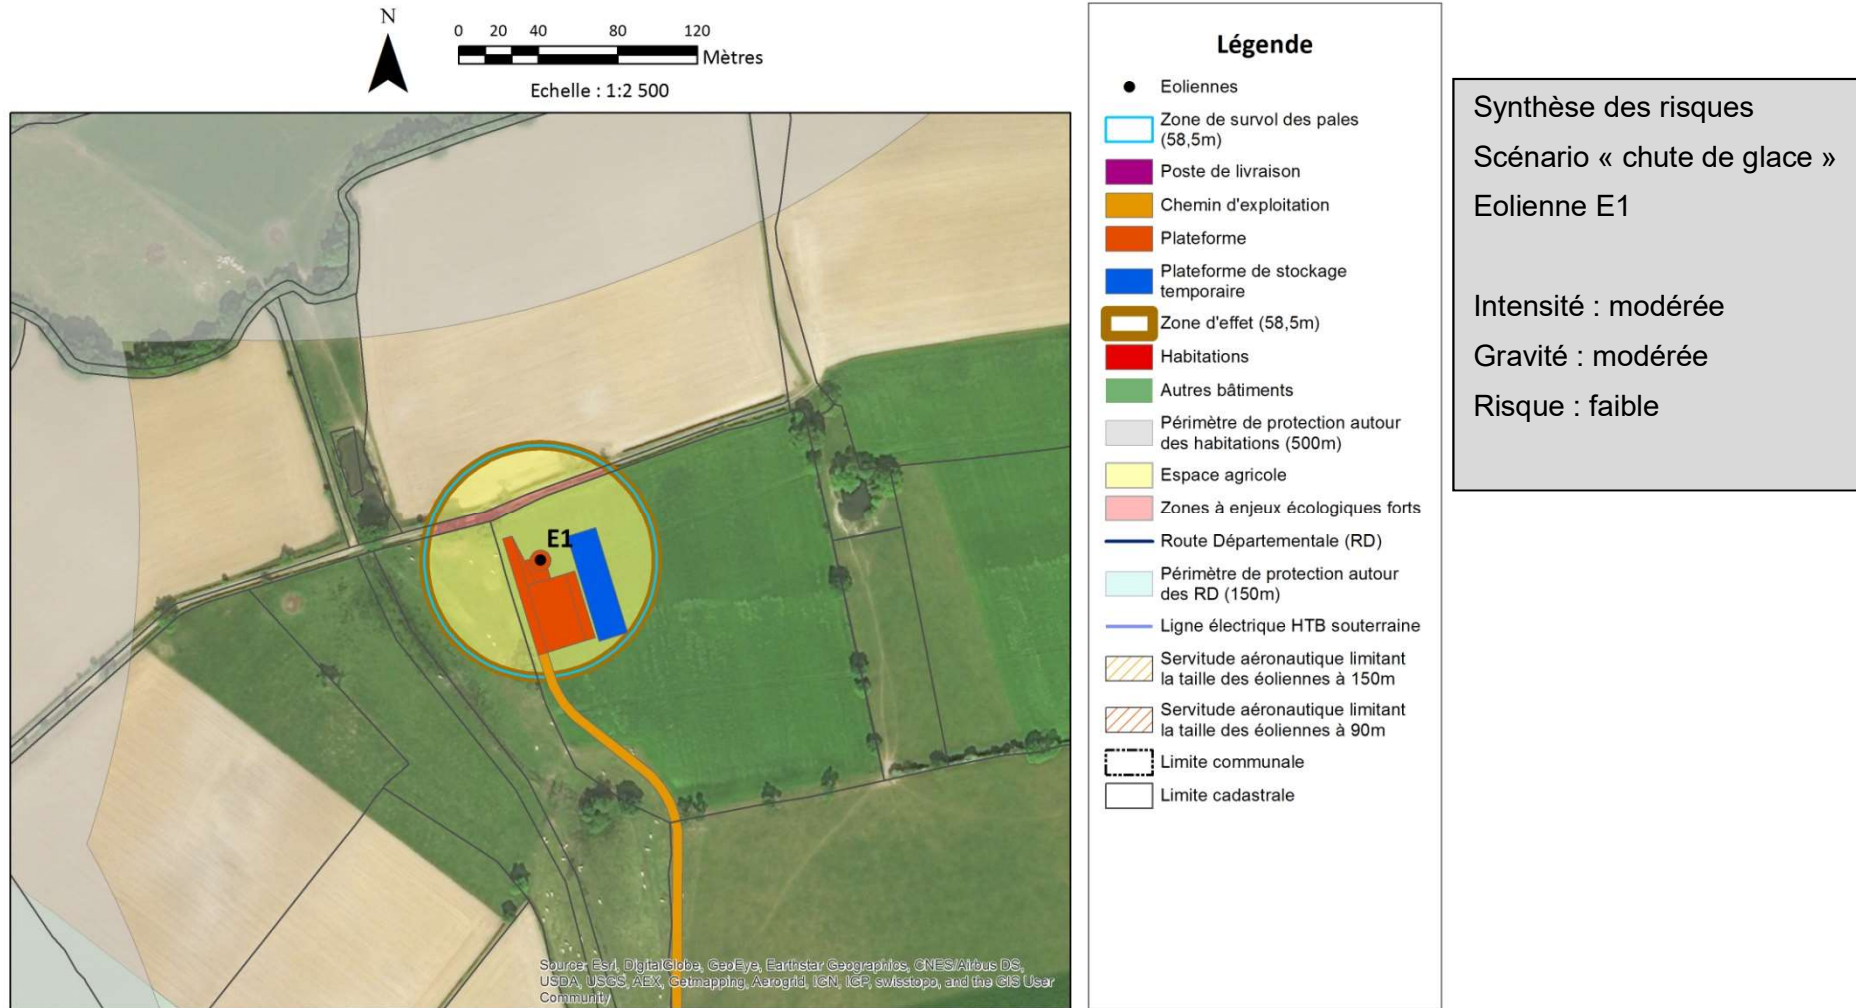 N
0 20 40 80 120
Mètres
Echelle : 1:2 500
E1
Source: Esri, DigitalGlobe, GeoEye, Earthstar Geographics, CNES/Airbus DS,
USDA, USGS, AEX, Getmapping, Aerogrid, IGN, IGP, swisstopo, and the GIS User
Community
Légende
Eoliennes
Zone de survol des pales
(58,5m)
Poste de livraison
Chemin d'exploitation
Plateforme
Plateforme de stockage
temporaire
Zone d'effet (58,5m)
Habitations
Autres bâtiments
Périmètre de protection autour
des habitations (500m)
Espace agricole
Zones à enjeux écologiques forts
Route Départementale (RD)
Périmètre de protection autour
des RD (150m)
Ligne électrique HTB souterraine
Servitude aéronautique limitant
la taille des éoliennes à 150m
Servitude aéronautique limitant
la taille des éoliennes à 90m
Limite communale
Limite cadastrale
Synthèse des risques
Scénario « chute de glace »
Eolienne E1
Intensité : modérée
Gravité : modérée
Risque : faible